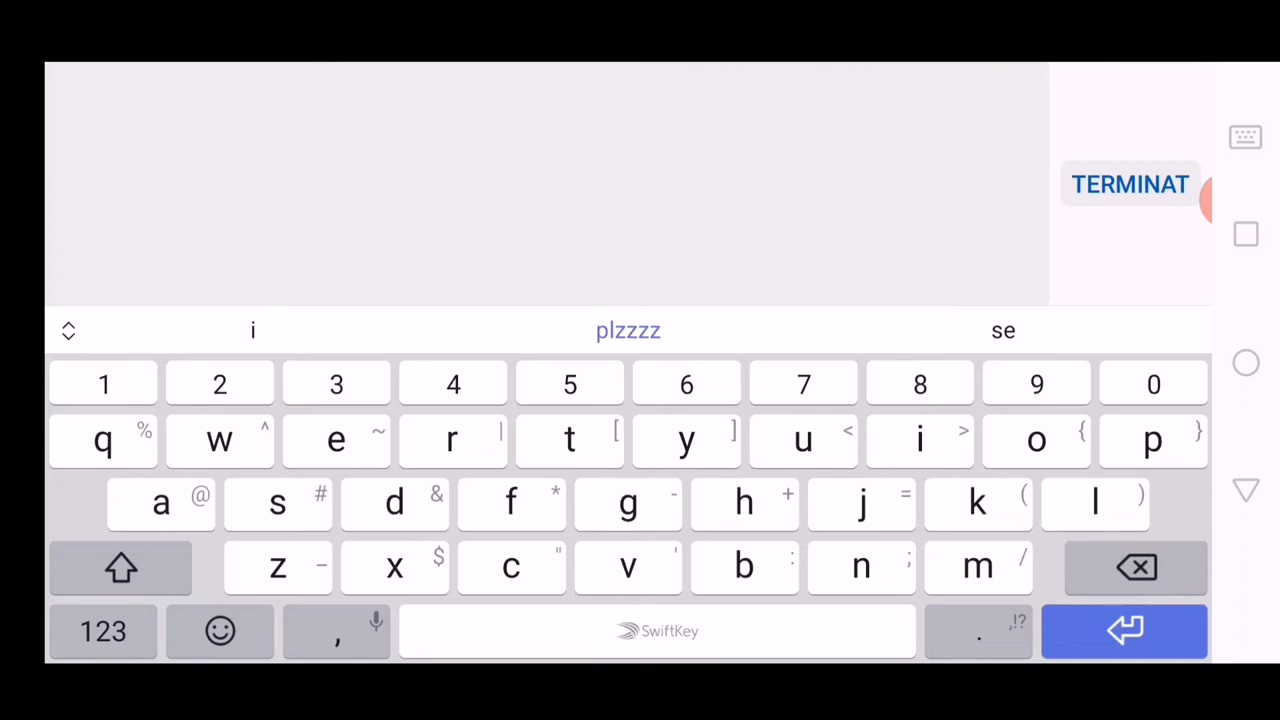 TERMINAT
i plzzzz se
1 2 3 4 5 6 7 8 9 0
q % w ^ e ~ r | t [ y ] u < i > o { p }
a @ s # d & f * g - h + j = k ( l )
z _ x $ c " v ' b : n ; m /
123 , SwiftKey . ,!?